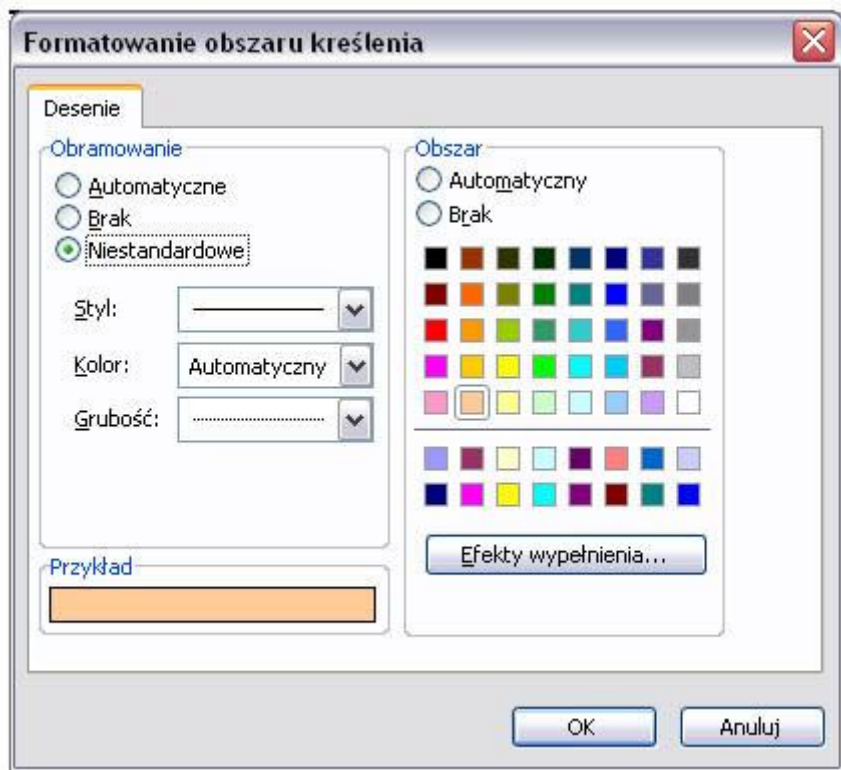 Formatowanie obszaru kreślenia
Desenie
Obramowanie
Automatyczne
Brak
Niestandardowe
Styl:
Kolor: Automatyczny
Grubość:
Przykład
Obszar
Automatyczny
Brak
Efekty wypełnienia...
OK Anuluj